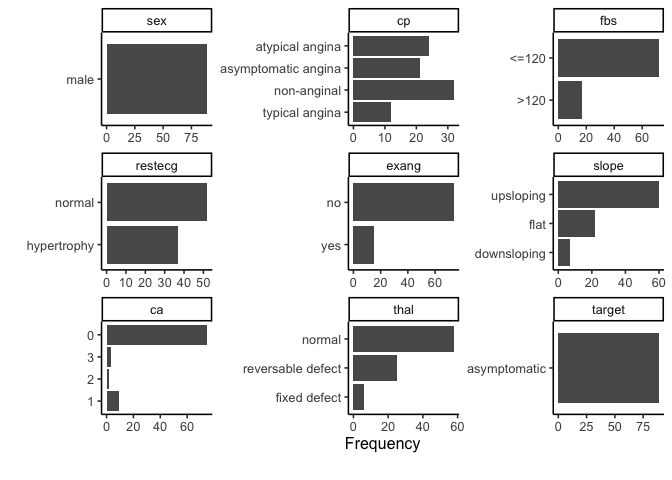 sex
cp
fbs
male
atypical angina
asymptomatic angina
non-anginal
typical angina
<=120
>120
0 25 50 75
0 10 20 30
0 20 40 60
restecg
exang
slope
normal
hypertrophy
no
yes
upsloping
flat
downsloping
0 10 20 30 40 50
0 20 40 60
0 20 40 60
ca
thal
target
0
3
2
1
normal
reversable defect
fixed defect
asymptomatic
0 25 50 75
0 20 40 60
0 25 50 75
Frequency